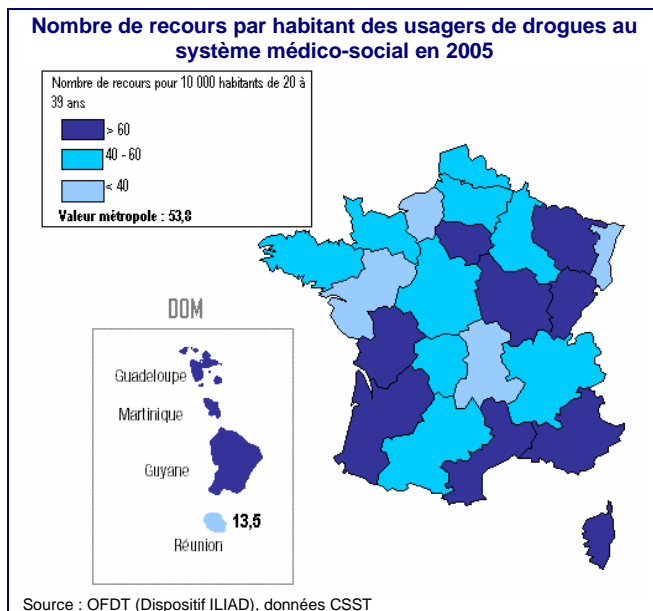 Nombre de recours par habitant des usagers de drogues au
système médico-social en 2005
Nombre de recours pour 10 000 habitants de 20 à
39 ans
> 60
40 - 60
< 40
Valeur métropole : 53,8
DOM
Guadeloupe
Martinique
Guyane
13,5
Réunion
Source : OFDT (Dispositif ILIAD), données CSST